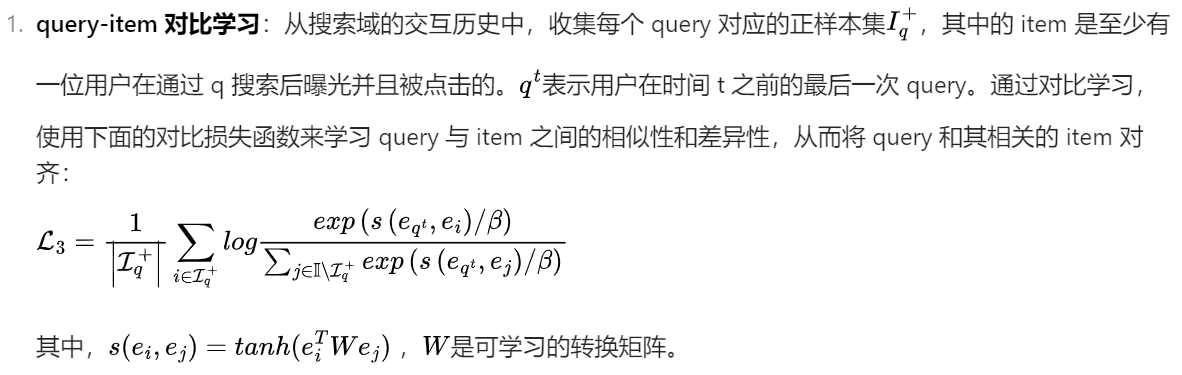 1. query-item 对比学习：从搜索域的交互历史中，收集每个 query 对应的正样本集$I_q^+$，其中的 item 是至少有
一位用户在通过 q 搜索后曝光并且被点击的。$q^t$表示用户在时间 t 之前的最后一次 query。通过对比学习，
使用下面的对比损失函数来学习 query 与 item 之间的相似性和差异性，从而将 query 和其相关的 item 对
齐：
$\mathcal{L}_3 = \frac{1}{\left|\mathcal{I}_q^+\right|} \sum_{i \in \mathcal{I}_q^+} log \frac{exp\left(s\left(e_{q^t}, e_i\right)/\beta\right)}{\sum_{j \in \mathbb{I} \backslash \mathcal{I}_q^+} exp\left(s\left(e_{q^t}, e_j\right)/\beta\right)}$
其中，$s(e_i, e_j) = tanh(e_i^T W e_j)$ ，$W$是可学习的转换矩阵。